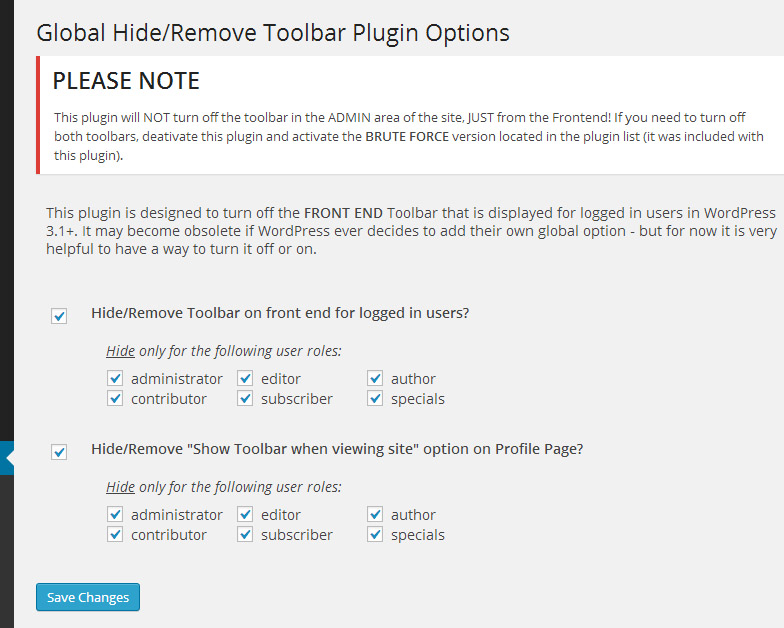 Global Hide/Remove Toolbar Plugin Options
PLEASE NOTE
This plugin will NOT turn off the toolbar in the ADMIN area of the site, JUST from the Frontend! If you need to turn off
both toolbars, deativate this plugin and activate the BRUTE FORCE version located in the plugin list (it was included with
this plugin).
This plugin is designed to turn off the FRONT END Toolbar that is displayed for logged in users in WordPress
3.1+. It may become obsolete if WordPress ever decides to add their own global option - but for now it is very
helpful to have a way to turn it off or on.
Hide/Remove Toolbar on front end for logged in users?
Hide only for the following user roles:
administrator editor author
contributor subscriber specials
Hide/Remove "Show Toolbar when viewing site" option on Profile Page?
Hide only for the following user roles:
administrator editor author
contributor subscriber specials
Save Changes